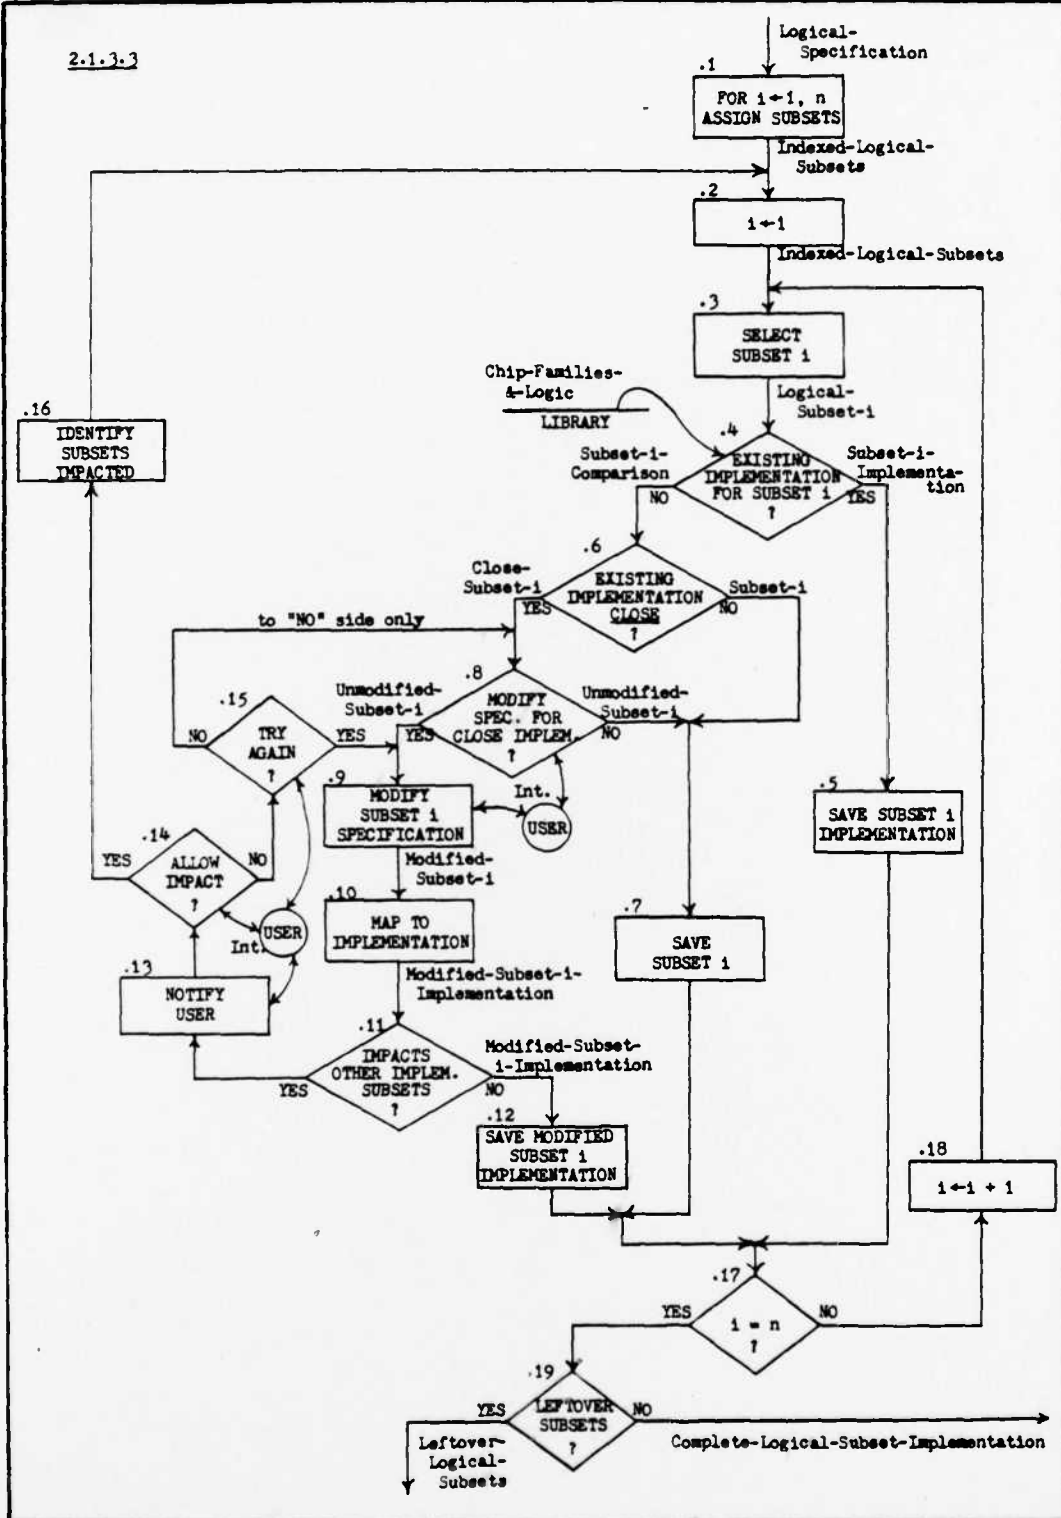 2.1.3.3
Logical-
Specification
.1
FOR i←1, n
ASSIGN SUBSETS
Indexed-Logical-
Subsets
.2
i←1
Indexed-Logical-Subsets
.3
SELECT
SUBSET i
Chip-Families-
&-Logic
LIBRARY
Logical-
Subset-i
.16
IDENTIFY
SUBSETS
IMPACTED
.4
EXISTING
IMPLEMENTATION
FOR SUBSET i
?
Subset-i-
Comparison
NO
Subset-i-
Implementa-
tion
YES
.6
EXISTING
IMPLEMENTATION
CLOSE
?
Close-
Subset-i
YES
Subset-i
NO
to "NO" side only
.8
MODIFY
SPEC. FOR
CLOSE IMPLEM.
?
Unmodified-
Subset-i
YES
Unmodified-
Subset-i
NO
.15
TRY
AGAIN
?
NO
YES
.9
MODIFY
SUBSET i
SPECIFICATION
Int.
USER
.5
SAVE SUBSET i
IMPLEMENTATION
Modified-
Subset-i
.14
ALLOW
IMPACT
?
YES
NO
USER
Int.
.10
MAP TO
IMPLEMENTATION
.7
SAVE
SUBSET i
.13
NOTIFY
USER
Modified-Subset-i-
Implementation
.11
IMPACTS
OTHER IMPLEM.
SUBSETS
?
YES
NO
Modified-Subset-
i-Implementation
.12
SAVE MODIFIED
SUBSET i
IMPLEMENTATION
.18
i←i + 1
.17
i = n
?
YES
NO
.19
LEFTOVER
SUBSETS
?
YES
NO
Leftover-
Logical-
Subsets
Complete-Logical-Subset-Implementation